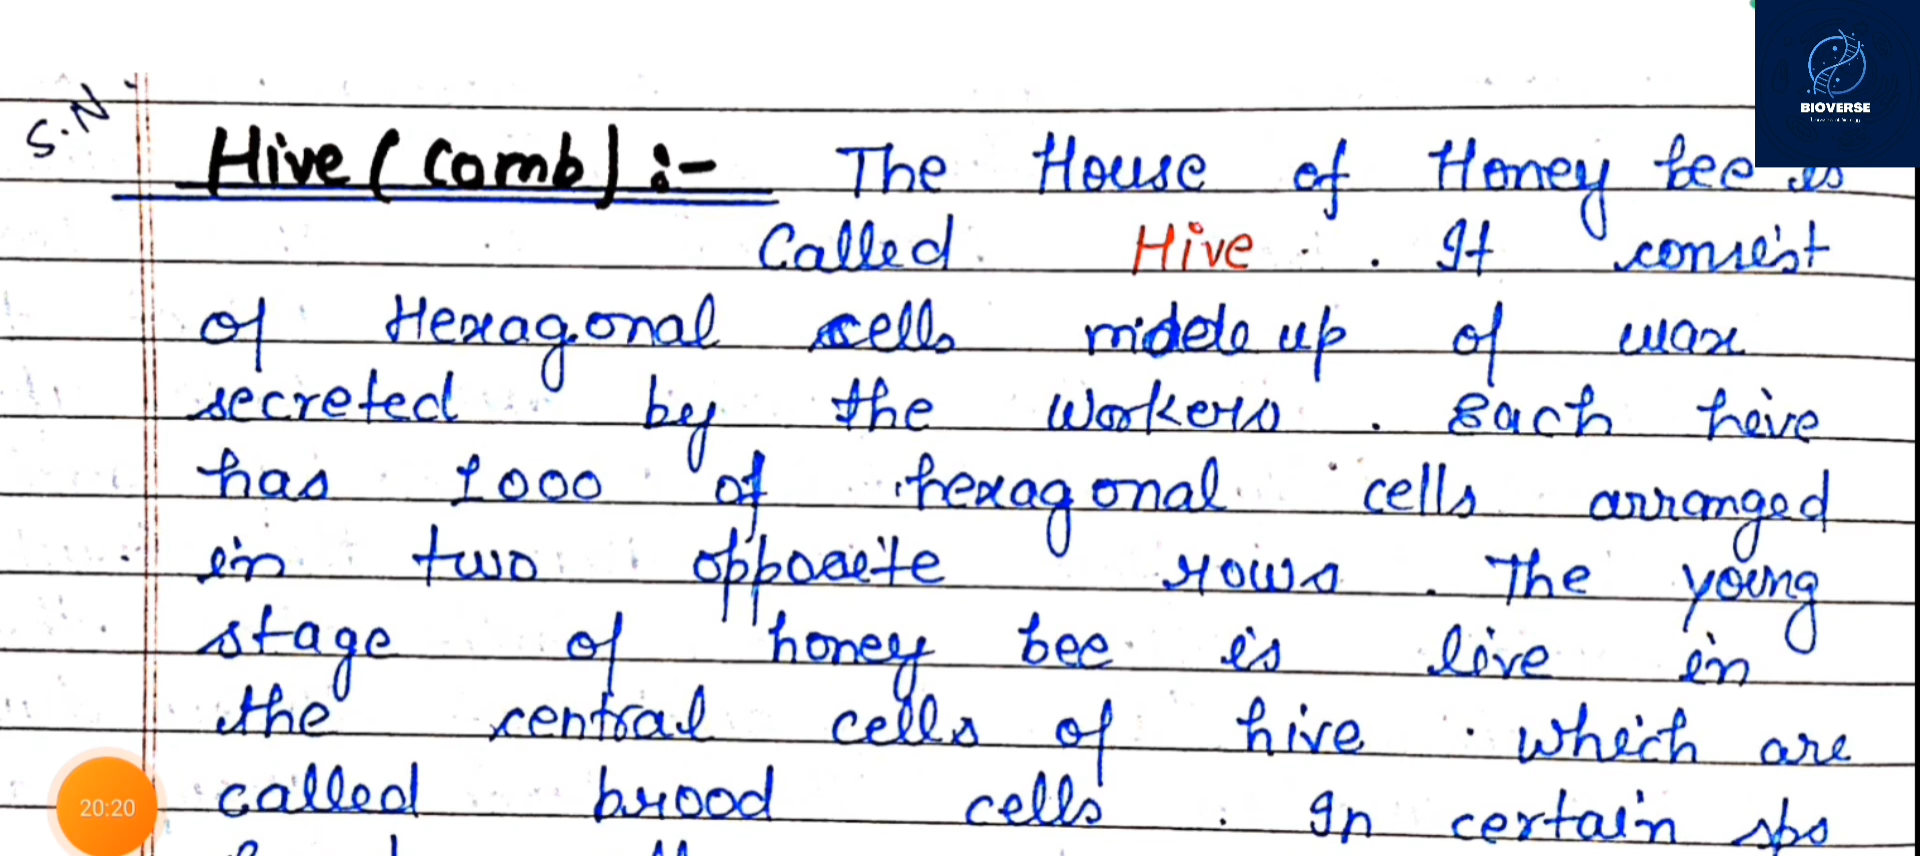 S.N
Hive (comb) :- The House of Honey bee is
Called Hive . It consist
of Hexagonal cells made up of wax
secreted by the workers . Each hive
has 1000 of hexagonal cells arranged
in two opposite rows . The young
stage of honey bee is live in
the central cells of hive . which are
called brood cells . In certain
BIOVERSE
20:20